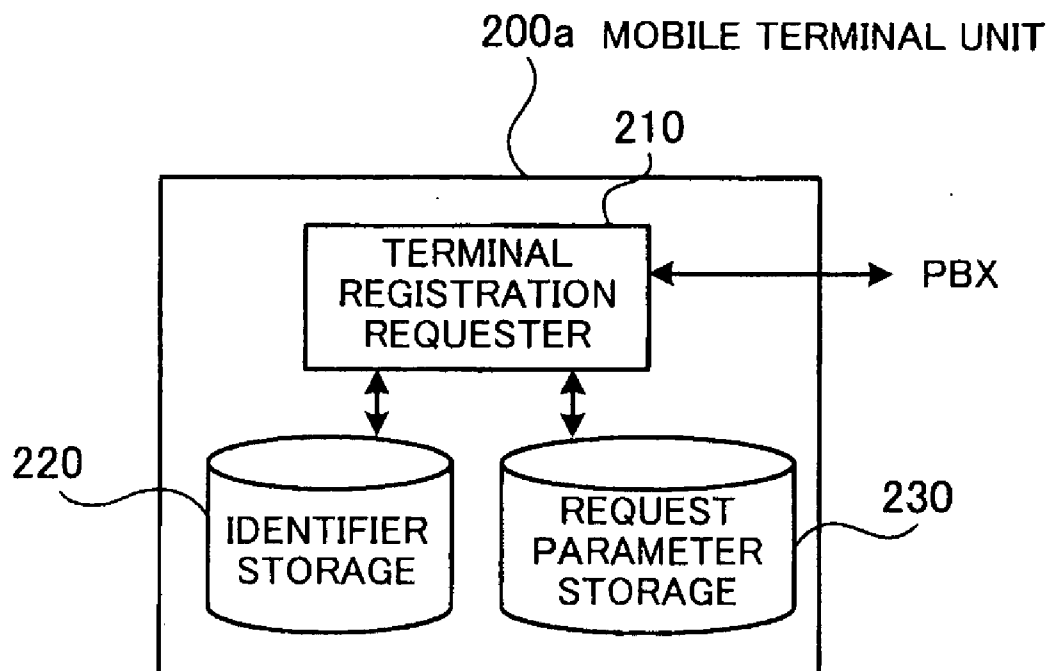 200a MOBILE TERMINAL UNIT
210
TERMINAL
REGISTRATION
REQUESTER
PBX
220
IDENTIFIER
STORAGE
REQUEST
PARAMETER
STORAGE
230